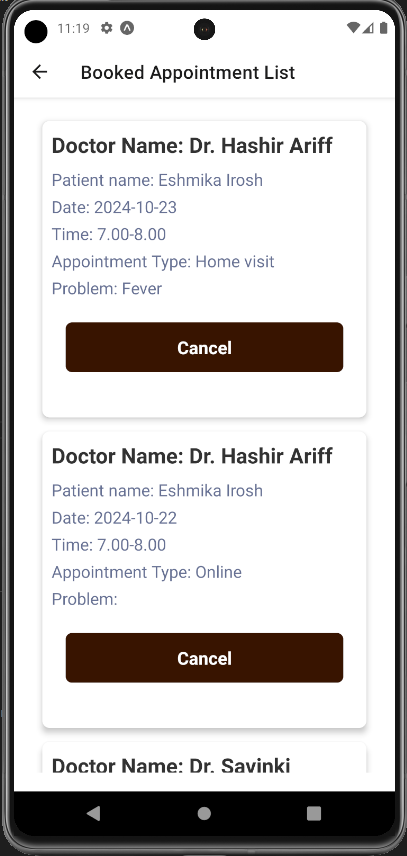 11:19
Booked Appointment List
Doctor Name: Dr. Hashir Ariff
Patient name: Eshmika Irosh
Date: 2024-10-23
Time: 7.00-8.00
Appointment Type: Home visit
Problem: Fever
Cancel
Doctor Name: Dr. Hashir Ariff
Patient name: Eshmika Irosh
Date: 2024-10-22
Time: 7.00-8.00
Appointment Type: Online
Problem:
Cancel
Doctor Name: Dr. Savinki